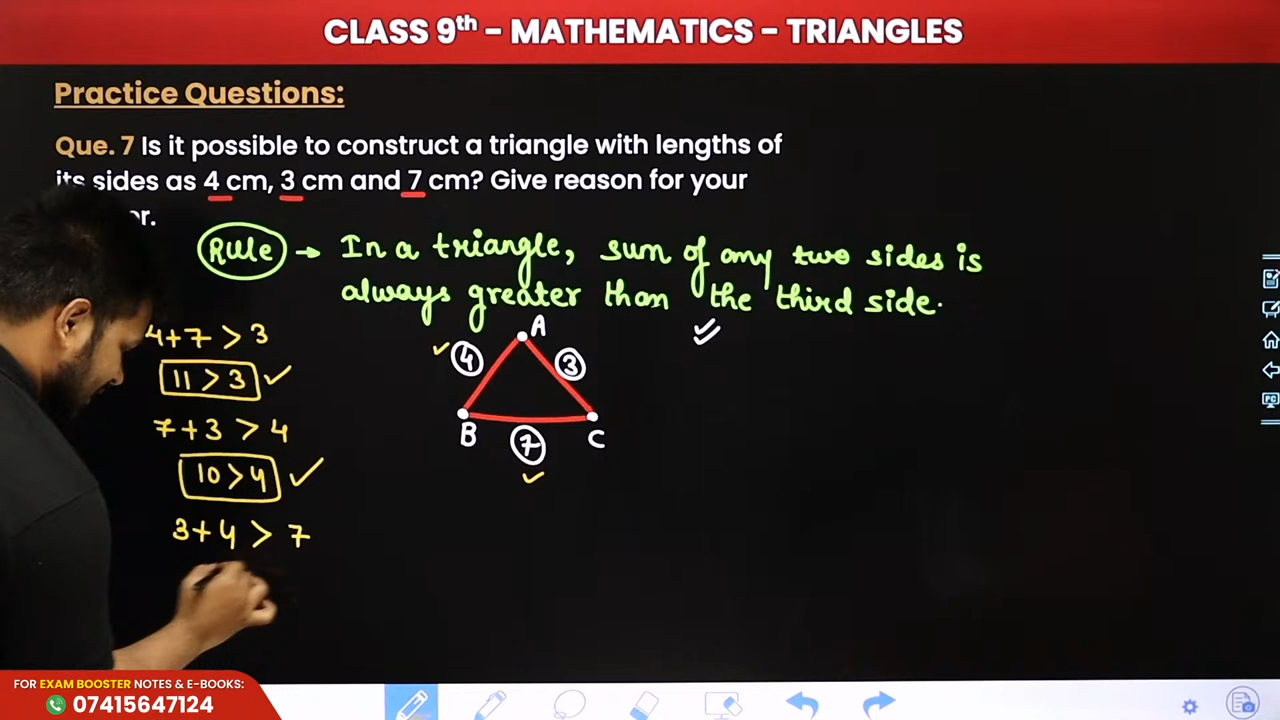 CLASS 9th - MATHEMATICS - TRIANGLES
Practice Questions:
Que. 7 Is it possible to construct a triangle with lengths of
its sides as 4 cm, 3 cm and 7 cm? Give reason for your
r.
Rule → In a triangle, sum of any two sides is
always greater than the third side.
4+7 > 3
11 > 3 ✓
7+3 > 4
10 > 4 ✓
3+4 > 7
A
✓ 4 3
B C
7
✓
FOR EXAM BOOSTER NOTES & E-BOOKS:
07415647124
PC